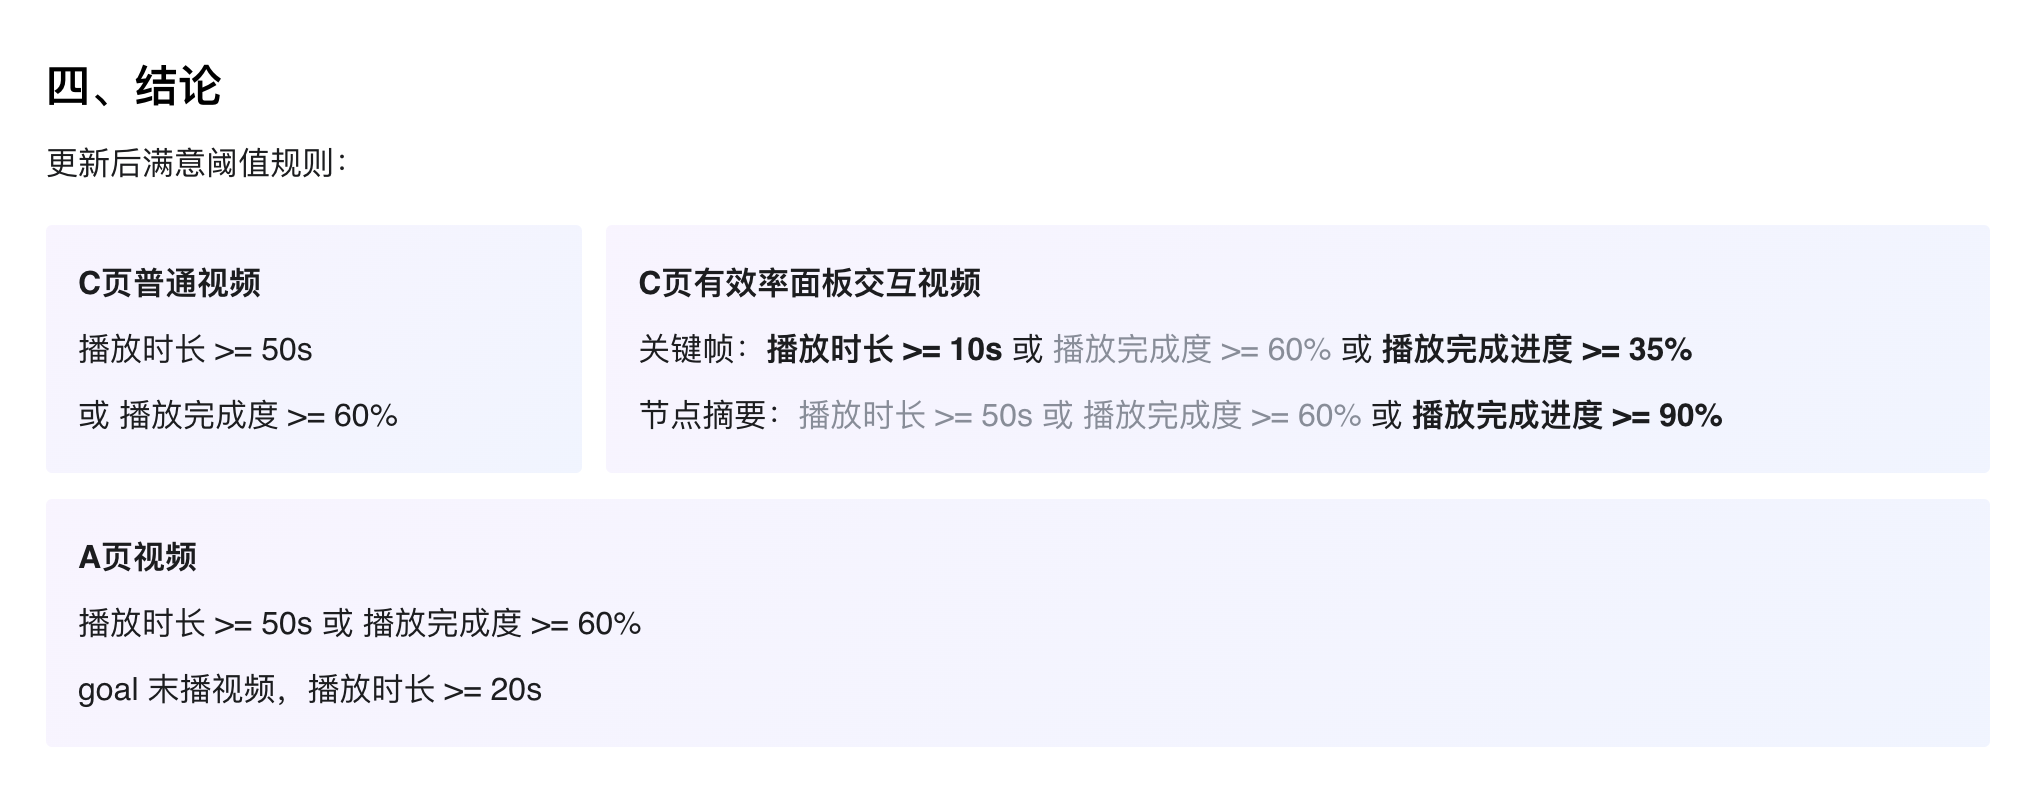 四、结论
更新后满意阈值规则：
C页普通视频
播放时长 >= 50s
或 播放完成度 >= 60%
C页有效率面板交互视频
关键帧：播放时长 >= 10s 或 播放完成度 >= 60% 或 播放完成进度 >= 35%
节点摘要：播放时长 >= 50s 或 播放完成度 >= 60% 或 播放完成进度 >= 90%
A页视频
播放时长 >= 50s 或 播放完成度 >= 60%
goal 末播视频，播放时长 >= 20s